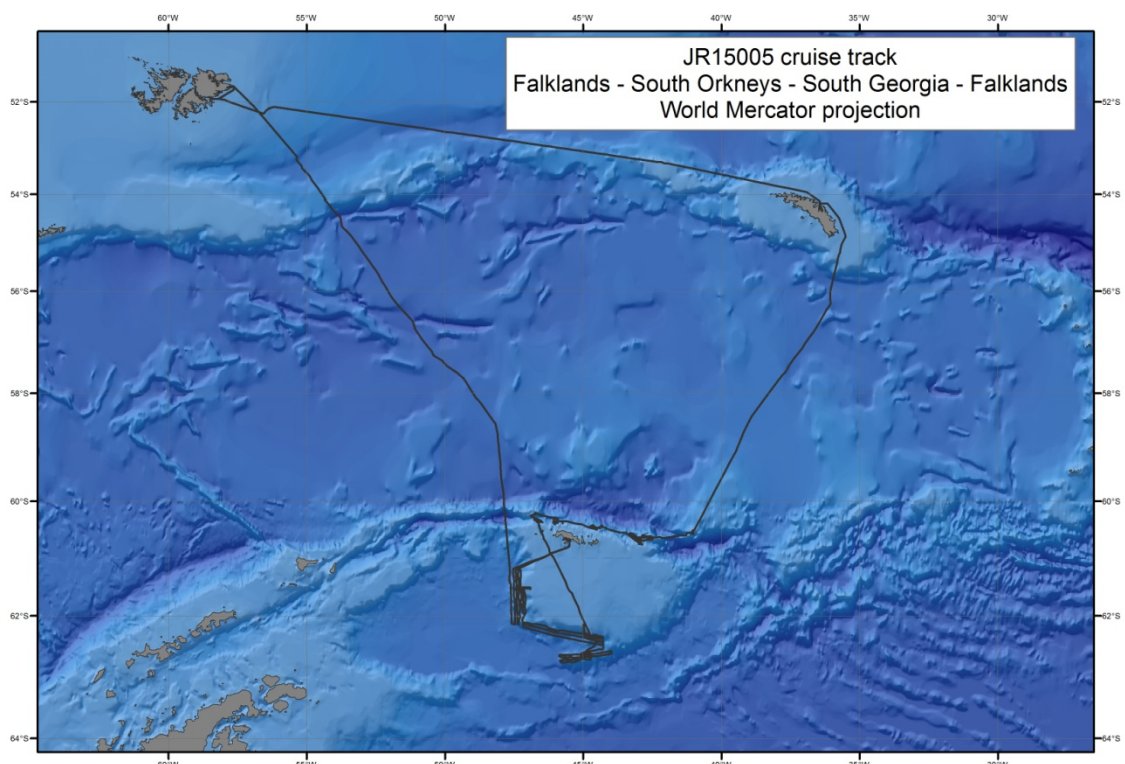 60°W 55°W 50°W 45°W 40°W 35°W 30°W
JR15005 cruise track
Falklands - South Orkneys - South Georgia - Falklands
World Mercator projection
52°S 52°S
54°S 54°S
56°S 56°S
58°S 58°S
60°S 60°S
62°S 62°S
64°S 64°S